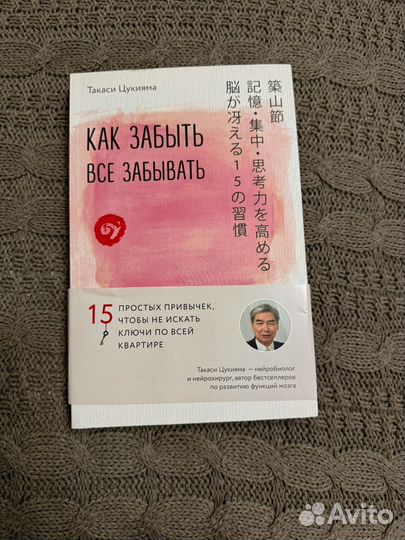 Такаси Цукияма
築山節
記憶・集中・思考力を高める
脳が冴える15の習慣
КАК ЗАБЫТЬ
ВСЕ ЗАБЫВАТЬ
15 ПРОСТЫХ ПРИВЫЧЕК,
ЧТОБЫ НЕ ИСКАТЬ
КЛЮЧИ ПО ВСЕЙ
КВАРТИРЕ
Такаси Цукияма — нейробиолог
и нейрохирург, автор бестселлеров
по развитию функций мозга
Avito